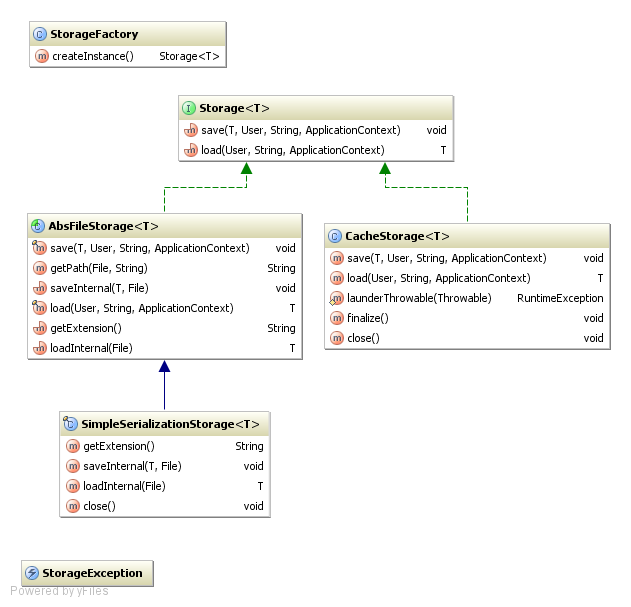 StorageFactory
createInstance() Storage<T>
Storage<T>
save(T, User, String, ApplicationContext) void
load(User, String, ApplicationContext) T
AbsFileStorage<T>
save(T, User, String, ApplicationContext) void
getPath(File, String) String
saveInternal(T, File) void
load(User, String, ApplicationContext) T
getExtension() String
loadInternal(File) T
CacheStorage<T>
save(T, User, String, ApplicationContext) void
load(User, String, ApplicationContext) T
launderThrowable(Throwable) RuntimeException
finalize() void
close() void
SimpleSerializationStorage<T>
getExtension() String
saveInternal(T, File) void
loadInternal(File) T
close() void
StorageException
Powered by yFiles